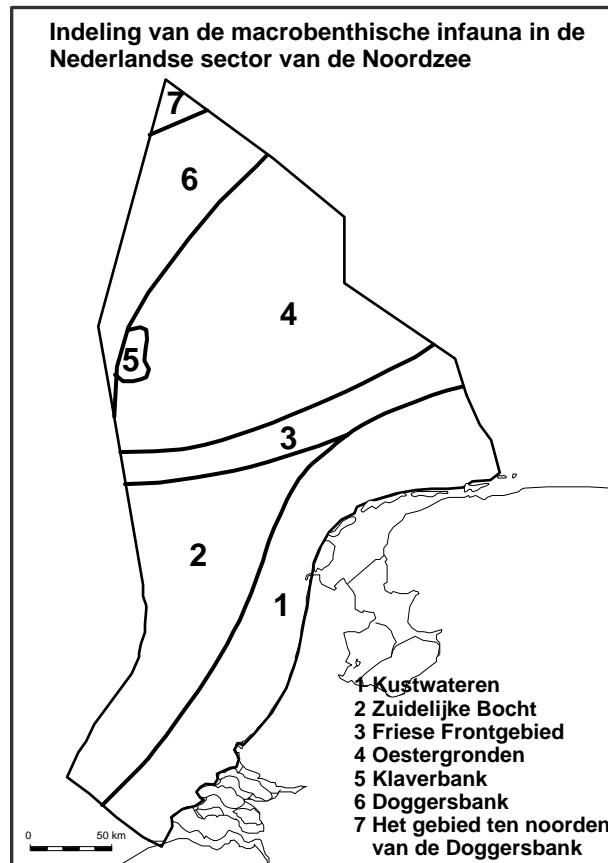 Indeling van de macrobenthische infauna in de
Nederlandse sector van de Noordzee
7
6
4
5
3
2
1
1 Kustwateren
2 Zuidelijke Bocht
3 Friese Frontgebied
4 Oestergronden
5 Klaverbank
6 Doggersbank
7 Het gebied ten noorden
van de Doggersbank
0 50 km